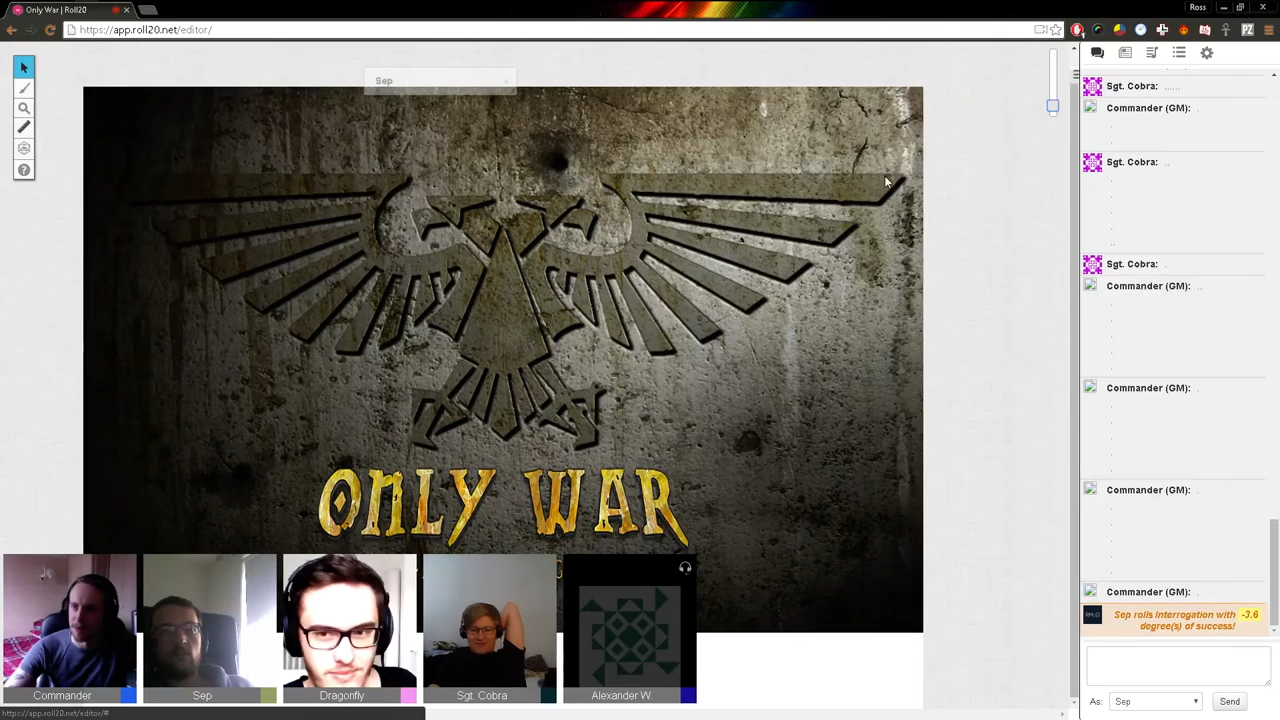 Only War | Roll20
Ross
https://app.roll20.net/editor/
Sep
Sgt. Cobra: ......
Commander (GM): .
.
.
Sgt. Cobra: ..
.
.
.
..
Sgt. Cobra: .
Commander (GM): ..
.
.
.
.
Commander (GM): .
.
.
.
.
Commander (GM): .
.
.
.
.
Commander (GM): .
Sep rolls Interrogation with -3.6
degree(s) of success!
ONLY WAR
Commander
Sep
Dragonfly
Sgt. Cobra
Alexander W.
As: Sep
Send
https://app.roll20.net/editor/#